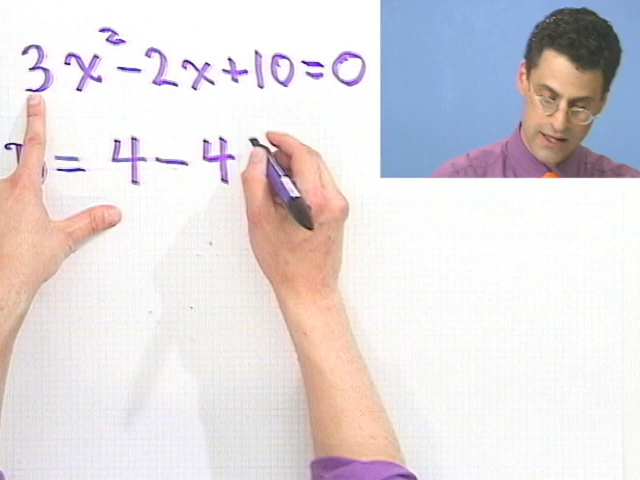 3x²-2x+10=0
= 4-4